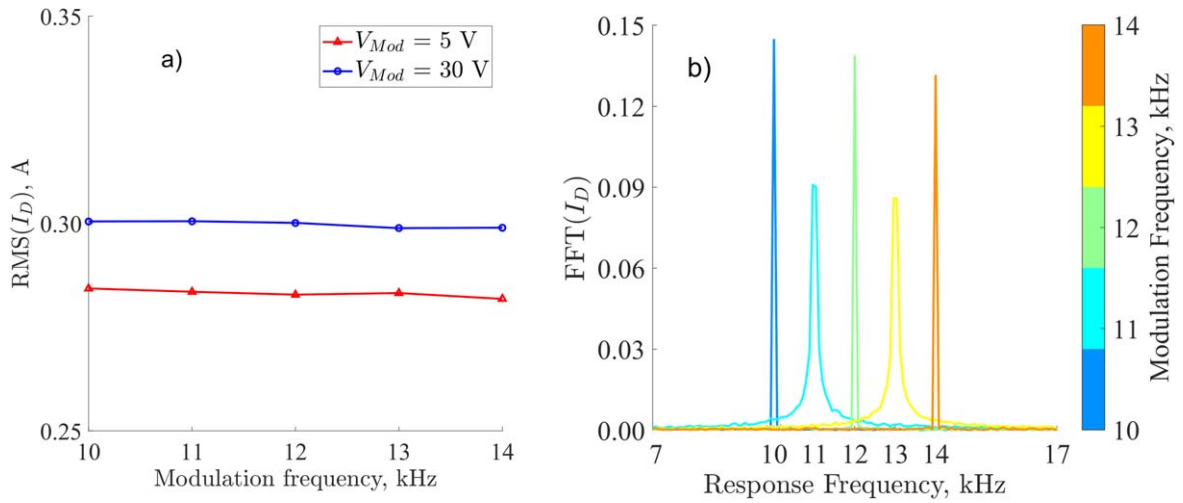 a)
V_Mod = 5 V
V_Mod = 30 V
RMS(I_D), A
0.35
0.30
0.25
10 11 12 13 14
Modulation frequency, kHz
b)
FFT(I_D)
0.15
0.12
0.09
0.06
0.03
0.00
7 10 11 12 13 14 17
Response Frequency, kHz
14
13
12
11
10
Modulation Frequency, kHz